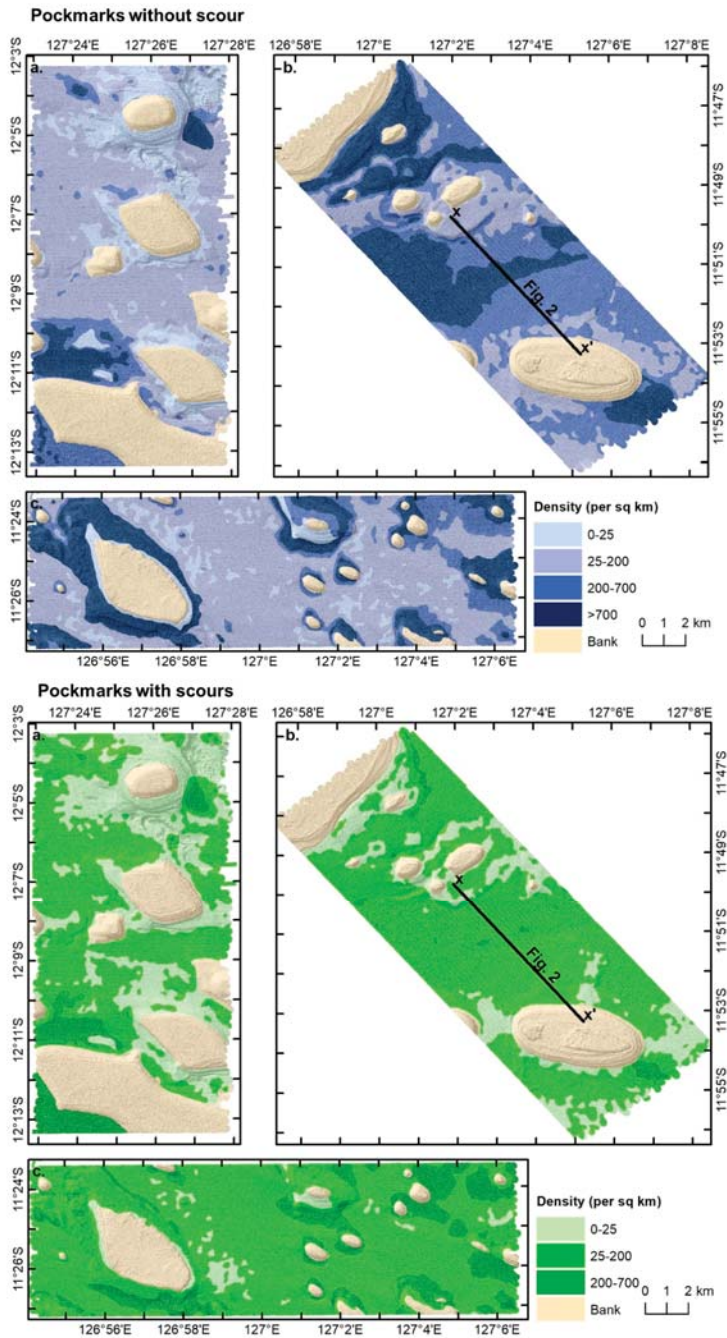 Pockmarks without scour
127°24'E 127°26'E 127°28'E
126°58'E 127°E 127°2'E 127°4'E 127°6'E 127°8'E
a.
12°3'S
12°5'S
12°7'S
12°9'S
12°11'S
12°13'S
b.
x
Fig. 2
x'
11°47'S
11°49'S
11°51'S
11°53'S
11°55'S
c.
11°24'S
11°26'S
126°56'E 126°58'E 127°E 127°2'E 127°4'E 127°6'E
Density (per sq km)
0-25
25-200
200-700
>700
Bank
0 1 2 km
Pockmarks with scours
127°24'E 127°26'E 127°28'E
126°58'E 127°E 127°2'E 127°4'E 127°6'E 127°8'E
a.
12°3'S
12°5'S
12°7'S
12°9'S
12°11'S
12°13'S
b.
x
Fig. 2
x'
11°47'S
11°49'S
11°51'S
11°53'S
11°55'S
c.
11°24'S
11°26'S
126°56'E 126°58'E 127°E 127°2'E 127°4'E 127°6'E
Density (per sq km)
0-25
25-200
200-700
Bank
0 1 2 km